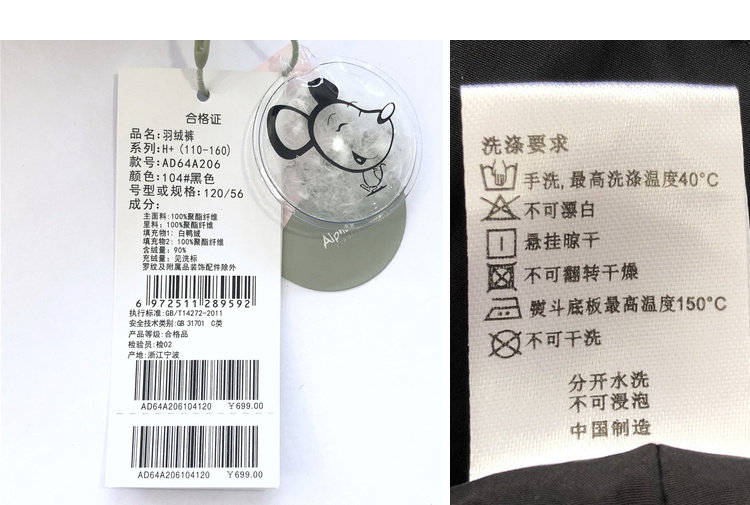 合格证
品名:羽绒裤
系列:H+(110-160)
款号:AD64A206
颜色:104#黑色
号型或规格:120/56
成分:
主面料:100%聚酯纤维
里料:100%聚酯纤维
填充物1:白鸭绒
填充物2:100%聚酯纤维
含绒量:90%
充绒量:见洗标
罗纹及附属品装饰配件除外
6 972511 289592
执行标准:GB/T14272-2011
安全技术类别:GB 31701 C类
产品等级:合格品
检验员:检02
产地:浙江宁波
AD64A206104120 ￥699.00
AD64A206104120 ￥699.00
洗涤要求
手洗,最高洗涤温度40°C
不可漂白
悬挂晾干
不可翻转干燥
熨斗底板最高温度150°C
不可干洗
分开水洗
不可浸泡
中国制造